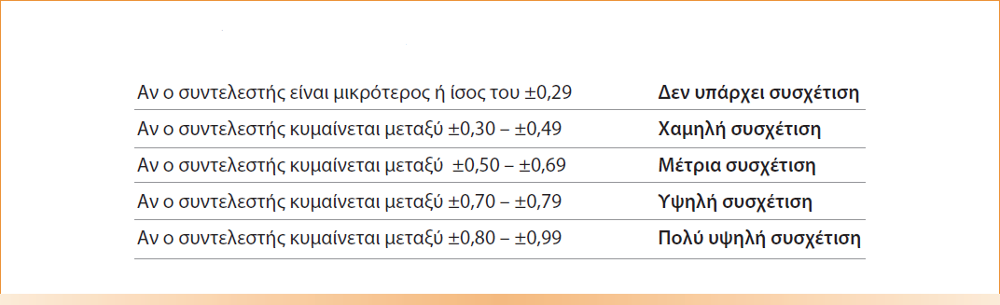 Αν ο συντελεστής είναι μικρότερος ή ίσος του ±0,29 Δεν υπάρχει συσχέτιση
Αν ο συντελεστής κυμαίνεται μεταξύ ±0,30 – ±0,49 Χαμηλή συσχέτιση
Αν ο συντελεστής κυμαίνεται μεταξύ ±0,50 – ±0,69 Μέτρια συσχέτιση
Αν ο συντελεστής κυμαίνεται μεταξύ ±0,70 – ±0,79 Υψηλή συσχέτιση
Αν ο συντελεστής κυμαίνεται μεταξύ ±0,80 – ±0,99 Πολύ υψηλή συσχέτιση